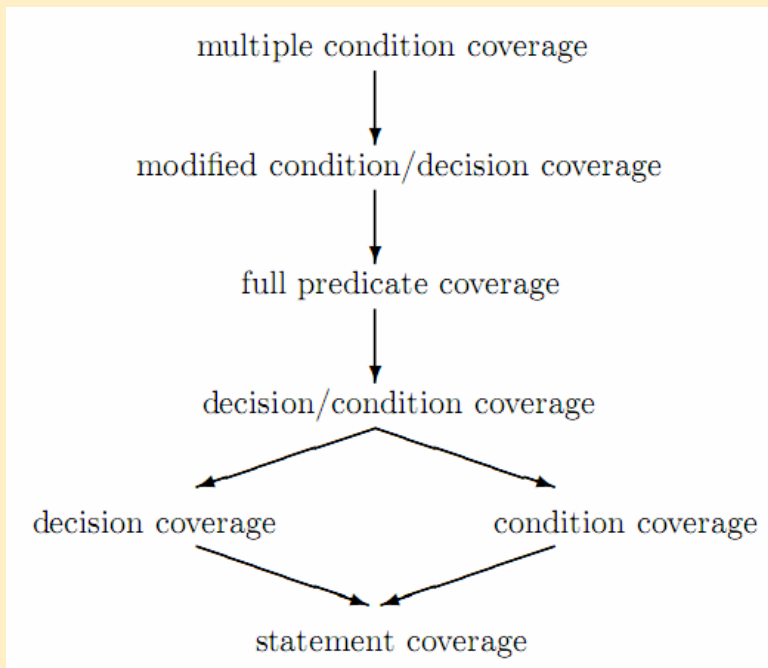 multiple condition coverage
modified condition/decision coverage
full predicate coverage
decision/condition coverage
decision coverage
condition coverage
statement coverage